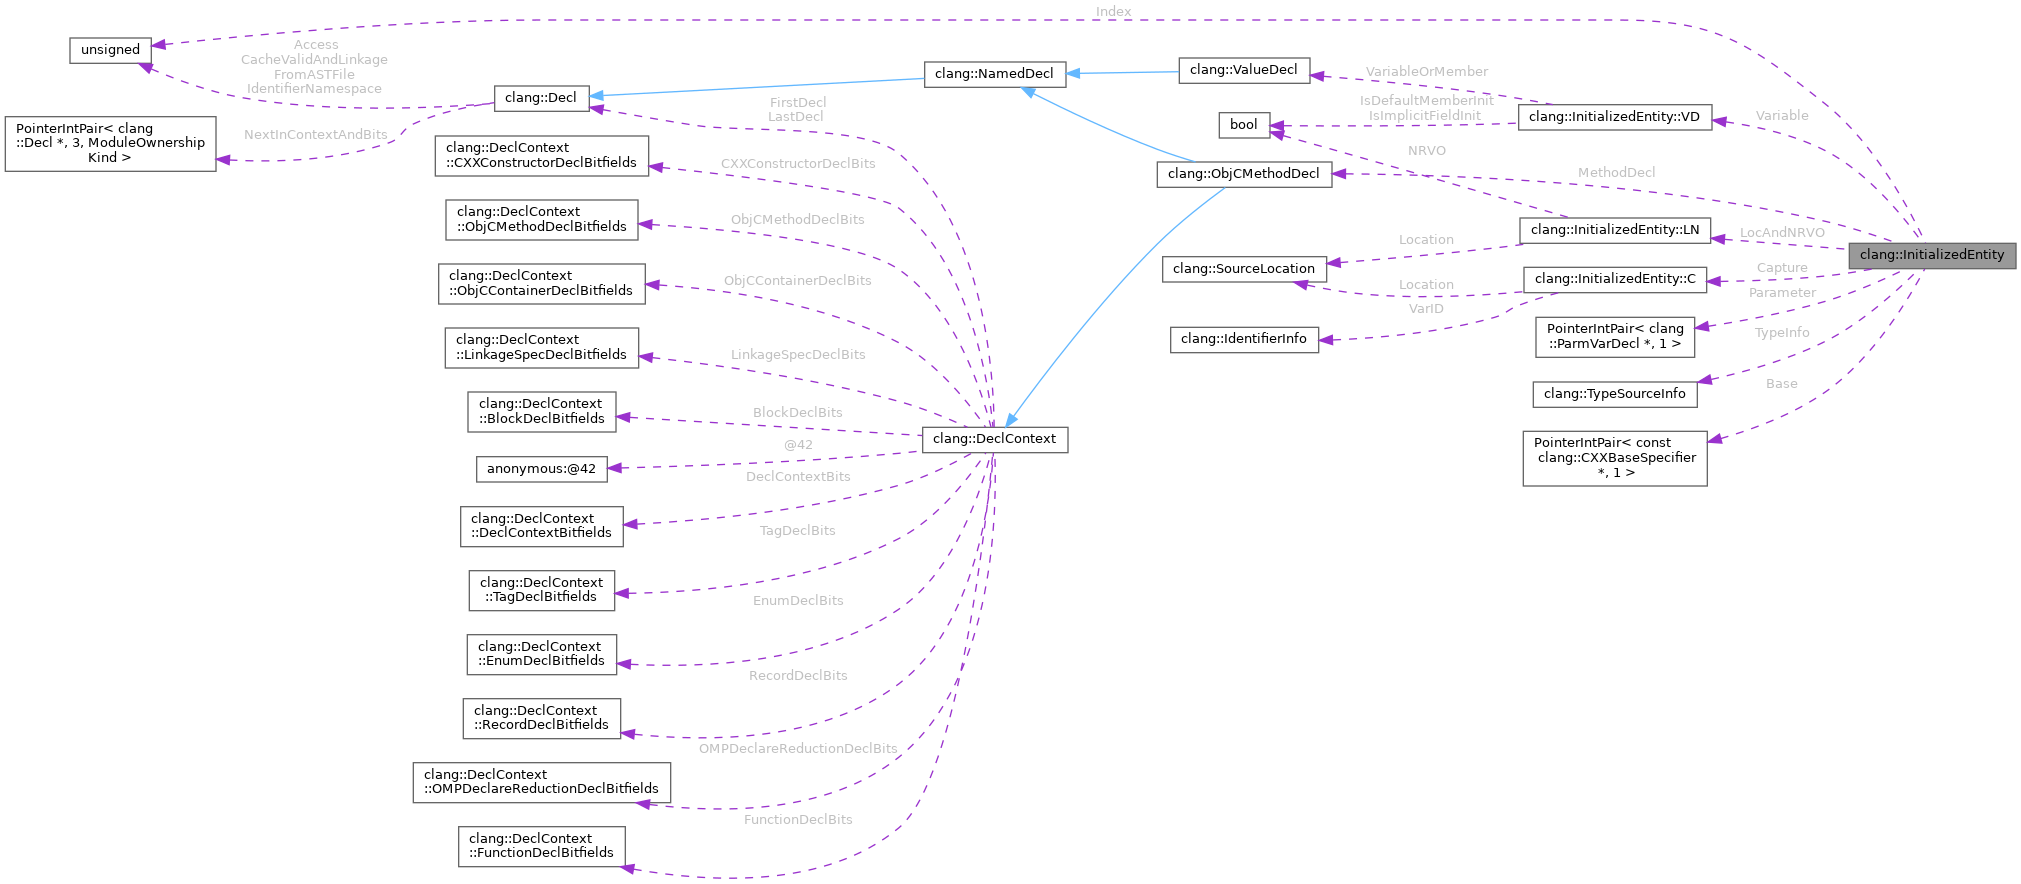 Index
unsigned
Access
CacheValidAndLinkage
FromASTFile
IdentifierNamespace
clang::Decl
PointerIntPair< clang
::Decl *, 3, ModuleOwnership
Kind >
NextInContextAndBits
clang::NamedDecl
clang::ValueDecl
VariableOrMember
FirstDecl
LastDecl
IsDefaultMemberInit
IsImplicitFieldInit
bool
clang::InitializedEntity::VD
Variable
NRVO
clang::DeclContext
::CXXConstructorDeclBitfields
CXXConstructorDeclBits
clang::ObjCMethodDecl
MethodDecl
clang::DeclContext
::ObjCMethodDeclBitfields
ObjCMethodDeclBits
clang::InitializedEntity::LN
LocAndNRVO
Location
clang::InitializedEntity
clang::SourceLocation
clang::DeclContext
::ObjCContainerDeclBitfields
ObjCContainerDeclBits
clang::InitializedEntity::C
Capture
Location
Parameter
VarID
clang::IdentifierInfo
PointerIntPair< clang
::ParmVarDecl *, 1 >
TypeInfo
clang::DeclContext
::LinkageSpecDeclBitfields
LinkageSpecDeclBits
clang::TypeSourceInfo
Base
clang::DeclContext
::BlockDeclBitfields
BlockDeclBits
clang::DeclContext
PointerIntPair< const
clang::CXXBaseSpecifier
*, 1 >
@42
anonymous:@42
DeclContextBits
clang::DeclContext
::DeclContextBitfields
TagDeclBits
clang::DeclContext
::TagDeclBitfields
EnumDeclBits
clang::DeclContext
::EnumDeclBitfields
RecordDeclBits
clang::DeclContext
::RecordDeclBitfields
OMPDeclareReductionDeclBits
clang::DeclContext
::OMPDeclareReductionDeclBitfields
FunctionDeclBits
clang::DeclContext
::FunctionDeclBitfields